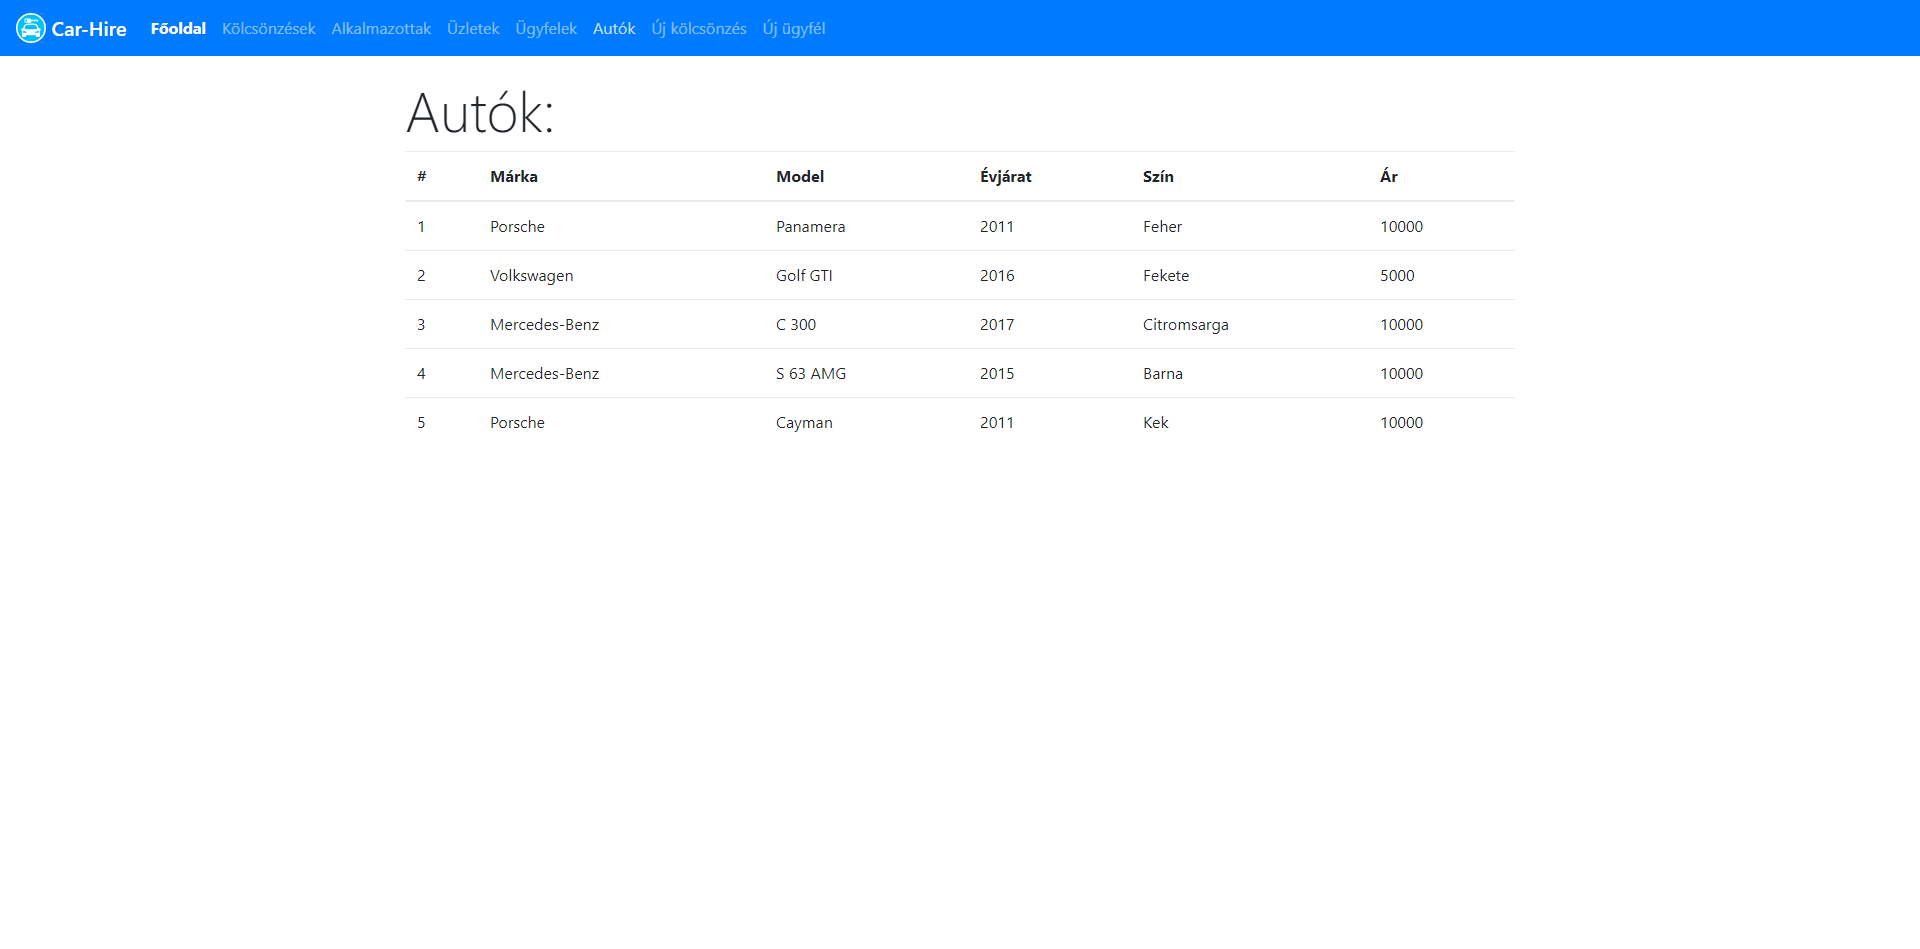 Car-Hire Főoldal Kölcsönzések Alkalmazottak Üzletek Ügyfelek Autók Új kölcsönzés Új ügyfél
Autók:
# Márka Model Évjárat Szín Ár
1 Porsche Panamera 2011 Feher 10000
2 Volkswagen Golf GTI 2016 Fekete 5000
3 Mercedes-Benz C 300 2017 Citromsarga 10000
4 Mercedes-Benz S 63 AMG 2015 Barna 10000
5 Porsche Cayman 2011 Kek 10000